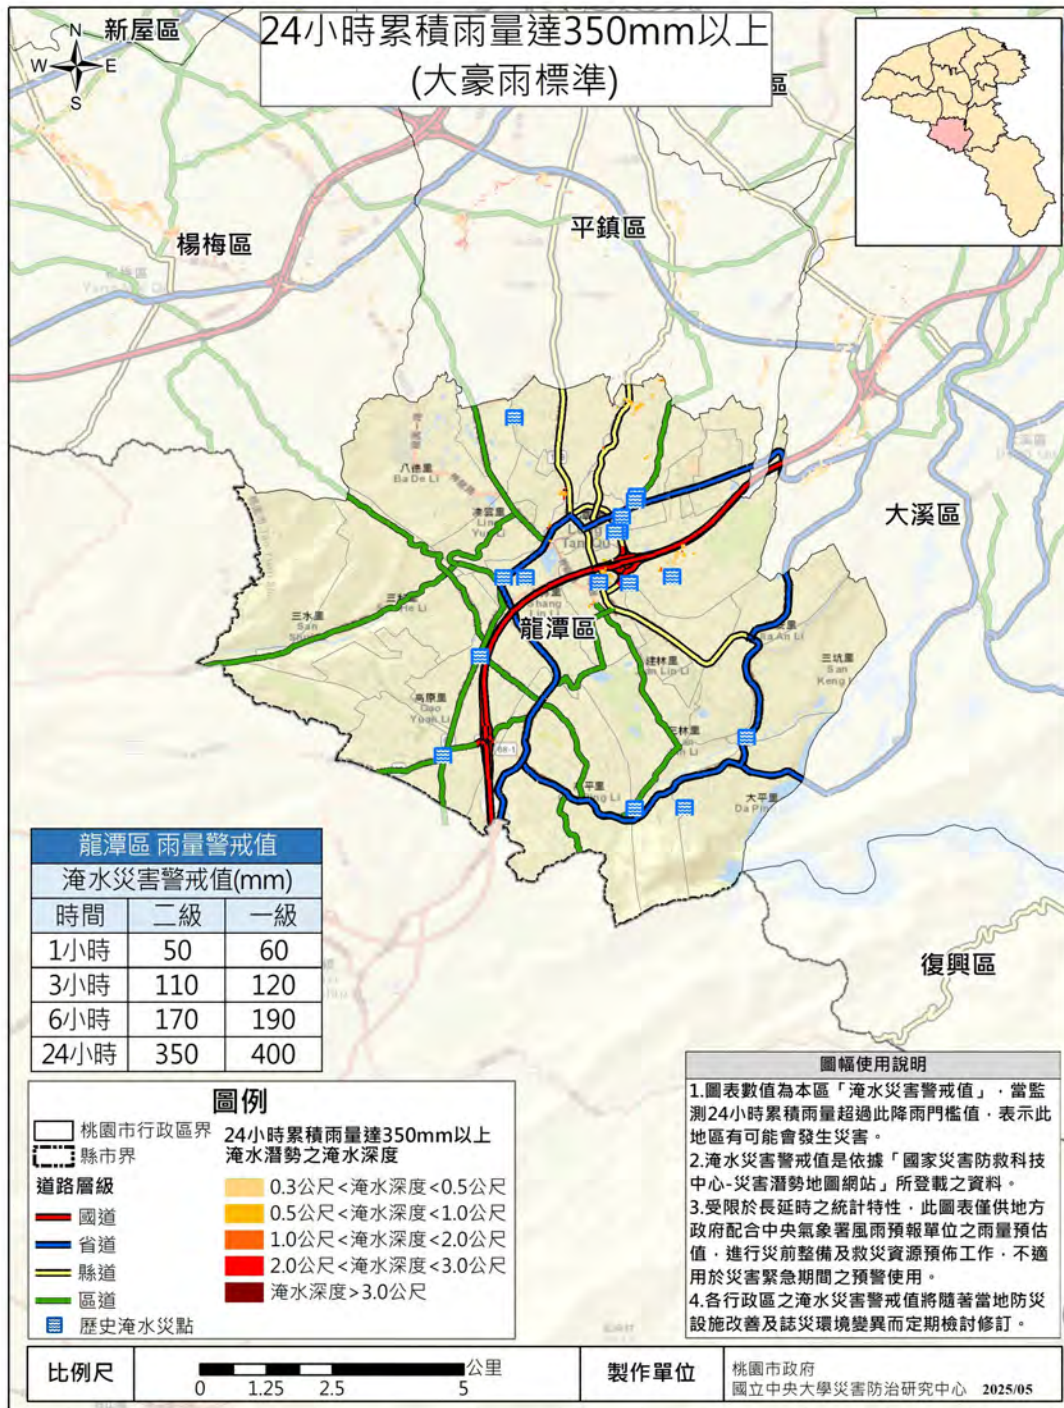 24小時累積雨量達350mm以上
(大豪雨標準)
新屋區
N
W
E
S
區
平鎮區
楊梅區
大溪區
八德里
Ba De Li
凌雲里
三水里
San
龍潭區
高原里
Gao
Yuan Li
三坑里
San
Keng
大平里
68-1
復興區
龍潭區 雨量警戒值
淹水災害警戒值(mm)
時間 二級 一級
1小時 50 60
3小時 110 120
6小時 170 190
24小時 350 400
圖例
桃園市行政區界
縣市界
道路層級
國道
省道
縣道
區道
歷史淹水災點
24小時累積雨量達350mm以上
淹水潛勢之淹水深度
0.3公尺<淹水深度<0.5公尺
0.5公尺<淹水深度<1.0公尺
1.0公尺<淹水深度<2.0公尺
2.0公尺<淹水深度<3.0公尺
淹水深度>3.0公尺
圖幅使用說明
1.圖表數值為本區「淹水災害警戒值」，當監
測24小時累積雨量超過此降雨門檻值，表示此
地區有可能會發生災害。
2.淹水災害警戒值是依據「國家災害防救科技
中心-災害潛勢地圖網站」所登載之資料。
3.受限於長延時之統計特性，此圖表僅供地方
政府配合中央氣象署風雨預報單位之雨量預估
值，進行災前整備及救災資源預佈工作，不適
用於災害緊急期間之預警使用。
4.各行政區之淹水災害警戒值將隨著當地防災
設施改善及誌災環境變異而定期檢討修訂。
比例尺
0 1.25 2.5 5
公里
製作單位
桃園市政府
國立中央大學災害防治研究中心 2025/05